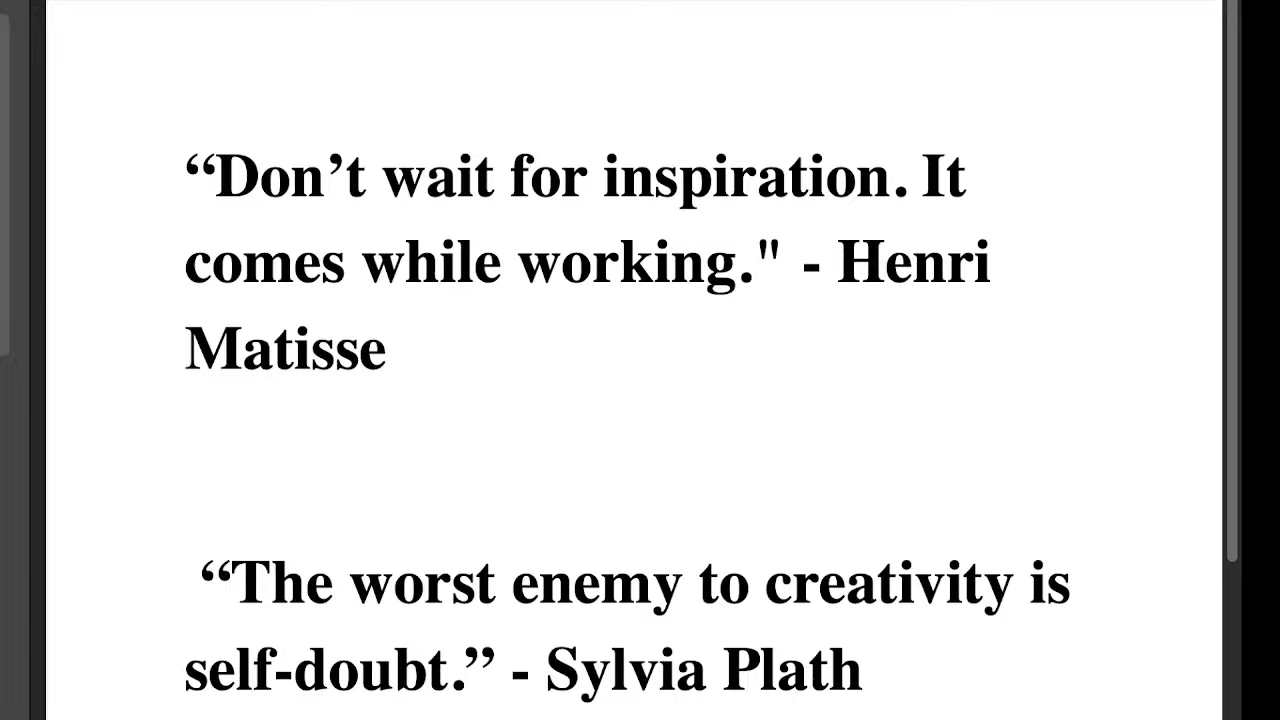 “Don’t wait for inspiration. It
comes while working." - Henri
Matisse
“The worst enemy to creativity is
self-doubt.” - Sylvia Plath